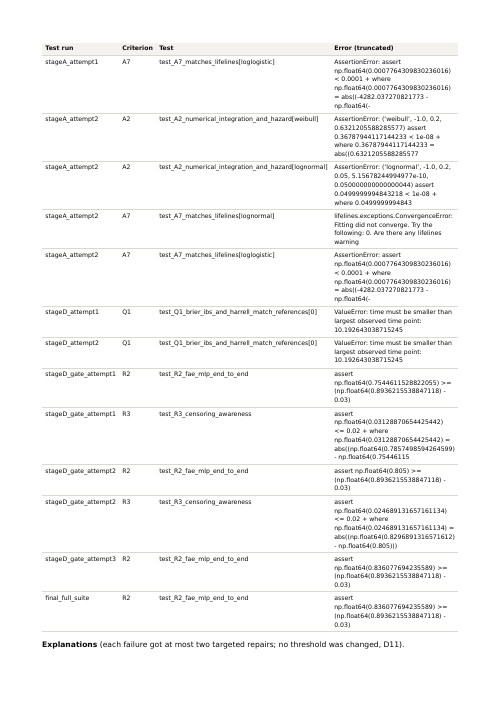 Test run Criterion Test Error (truncated)
stageA_attempt1 A7 test_A7_matches_lifelines[loglogistic] AssertionError: assert
np.float64(0.0007764309830236016)
< 0.0001 + where
np.float64(0.0007764309830236016)
= abs((-4282.037270821773 -
np.float64(-
stageA_attempt2 A2 test_A2_numerical_integration_and_hazard[weibull] AssertionError: ('weibull', -1.0, 0.2,
0.6321205588285577) assert
0.36787944117144233 < 1e-08 +
where 0.36787944117144233 =
abs((0.6321205588285577
stageA_attempt2 A2 test_A2_numerical_integration_and_hazard[lognormal] AssertionError: ('lognormal', -1.0, 0.2,
0.05, 5.15678244994977e-10,
0.050000000000000044) assert
0.0499999994843218 < 1e-08 +
where 0.04999999994843
stageA_attempt2 A7 test_A7_matches_lifelines[lognormal] lifelines.exceptions.ConvergenceError:
Fitting did not converge. Try the
following: 0. Are there any lifelines
warning
stageA_attempt2 A7 test_A7_matches_lifelines[loglogistic] AssertionError: assert
np.float64(0.0007764309830236016)
< 0.0001 + where
np.float64(0.0007764309830236016)
= abs((-4282.037270821773 -
np.float64(-
stageD_attempt1 Q1 test_Q1_brier_ibs_and_harrell_match_references[0] ValueError: time must be smaller than
largest observed time point:
10.192643038715245
stageD_attempt2 Q1 test_Q1_brier_ibs_and_harrell_match_references[0] ValueError: time must be smaller than
largest observed time point:
10.192643038715245
stageD_gate_attempt1 R2 test_R2_fae_mlp_end_to_end assert
np.float64(0.7544611528822055) >=
(np.float64(0.8936215538847118) -
0.03)
stageD_gate_attempt1 R3 test_R3_censoring_awareness assert
np.float64(0.03128870654425442)
<= 0.02 + where
np.float64(0.03128870654425442) =
abs((np.float64(0.7857498594264599)
- np.float64(0.75446115
stageD_gate_attempt2 R2 test_R2_fae_mlp_end_to_end assert np.float64(0.805) >=
(np.float64(0.8936215538847118) -
0.03)
stageD_gate_attempt2 R3 test_R3_censoring_awareness assert
np.float64(0.024689131657161134)
<= 0.02 + where
np.float64(0.024689131657161134) =
abs((np.float64(0.8296891316571612)
- np.float64(0.805)))
stageD_gate_attempt3 R2 test_R2_fae_mlp_end_to_end assert
np.float64(0.836077694235589) >=
(np.float64(0.8936215538847118) -
0.03)
final_full_suite R2 test_R2_fae_mlp_end_to_end assert
np.float64(0.836077694235589) >=
(np.float64(0.8936215538847118) -
0.03)
Explanations (each failure got at most two targeted repairs; no threshold was changed, D11).